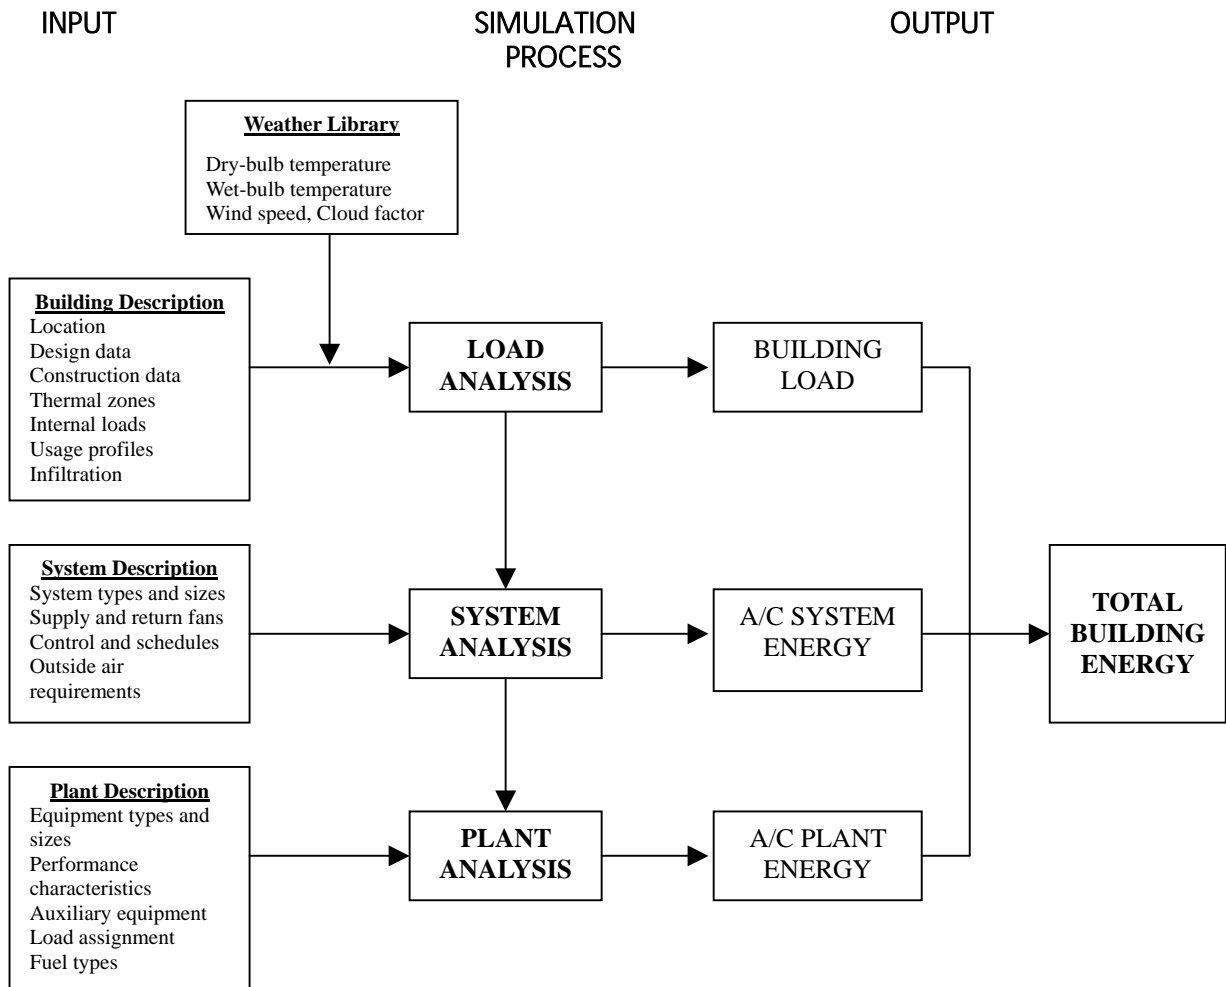 INPUT
SIMULATION
PROCESS
OUTPUT
Weather Library
Dry-bulb temperature
Wet-bulb temperature
Wind speed, Cloud factor
Building Description
Location
Design data
Construction data
Thermal zones
Internal loads
Usage profiles
Infiltration
LOAD
ANALYSIS
BUILDING
LOAD
System Description
System types and sizes
Supply and return fans
Control and schedules
Outside air
requirements
SYSTEM
ANALYSIS
A/C SYSTEM
ENERGY
TOTAL
BUILDING
ENERGY
Plant Description
Equipment types and
sizes
Performance
characteristics
Auxiliary equipment
Load assignment
Fuel types
PLANT
ANALYSIS
A/C PLANT
ENERGY